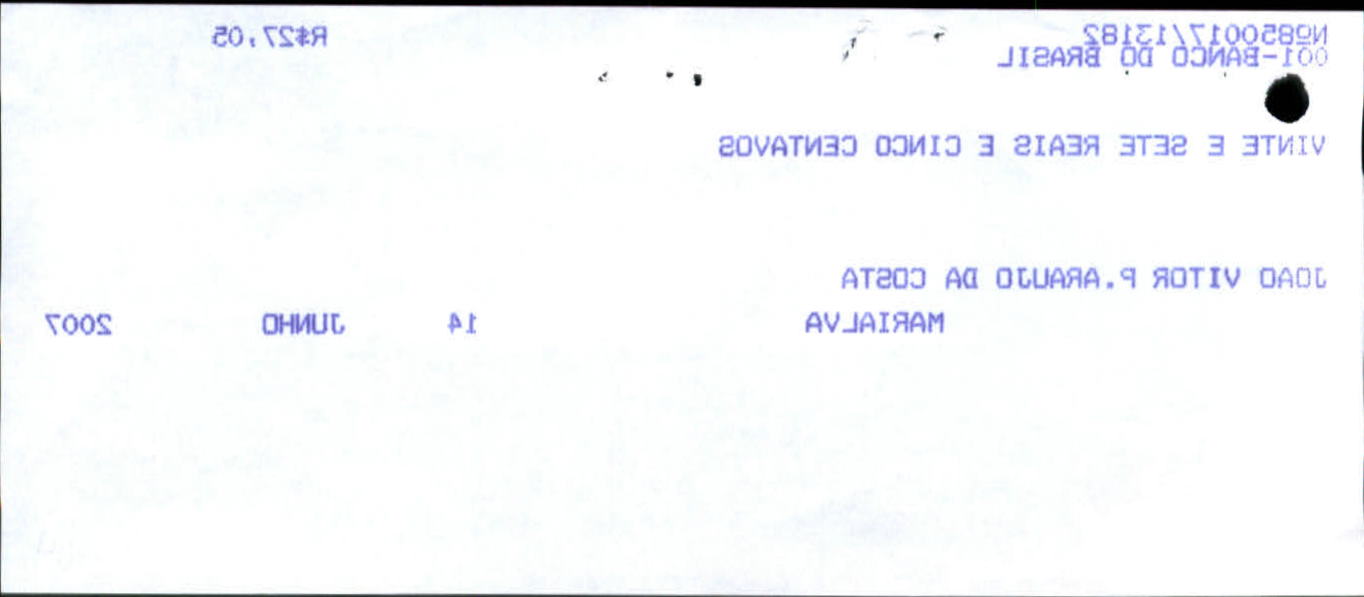 Nº850017/13182 R$27,05
001-BANCO DO BRASIL
VINTE E SETE REAIS E CINCO CENTAVOS
JOAO VITOR P.ARAUJO DA COSTA
MARIALVA 14 JUNHO 2007